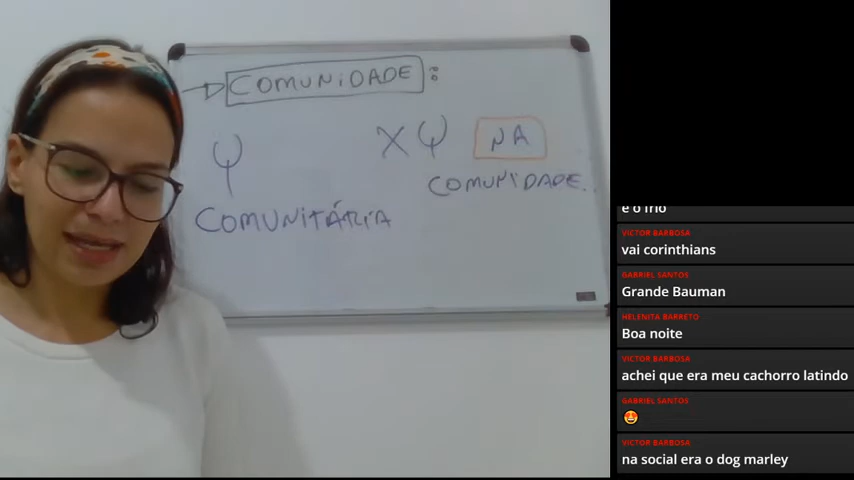 → COMUNIDADE:
Ψ X Ψ NA
COMUNITÁRIA COMUNIDADE..
e o frio
VICTOR BARBOSA
vai corinthians
GABRIEL SANTOS
Grande Bauman
HELENITA BARRETO
Boa noite
VICTOR BARBOSA
achei que era meu cachorro latindo
GABRIEL SANTOS
😍
VICTOR BARBOSA
na social era o dog marley